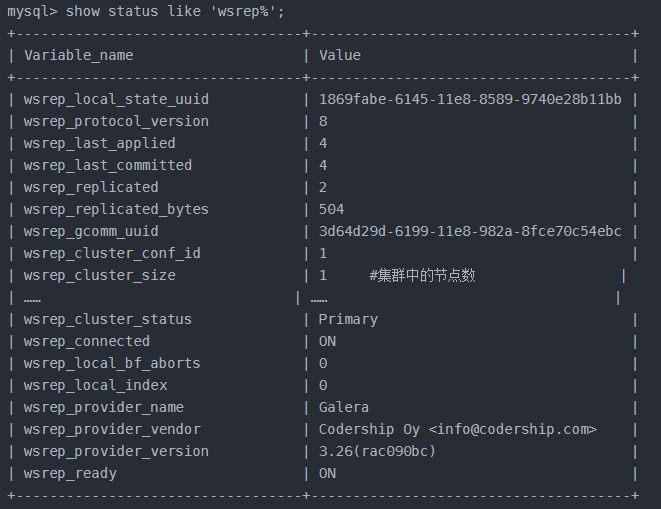 mysql> show status like 'wsrep%';
+----------------------------------+--------------------------------------+
| Variable_name                    | Value                                |
+----------------------------------+--------------------------------------+
| wsrep_local_state_uuid           | 1869fabe-6145-11e8-8589-9740e28b11bb |
| wsrep_protocol_version           | 8                                    |
| wsrep_last_applied               | 4                                    |
| wsrep_last_committed             | 4                                    |
| wsrep_replicated                 | 2                                    |
| wsrep_replicated_bytes           | 504                                  |
| wsrep_gcomm_uuid                 | 3d64d29d-6199-11e8-982a-8fce70c54ebc |
| wsrep_cluster_conf_id            | 1                                    |
| wsrep_cluster_size               | 1     #集群中的节点数                 |
| ……                              | ……                                  |
| wsrep_cluster_status             | Primary                              |
| wsrep_connected                  | ON                                   |
| wsrep_local_bf_aborts            | 0                                    |
| wsrep_local_index                | 0                                    |
| wsrep_provider_name              | Galera                               |
| wsrep_provider_vendor            | Codership Oy <info@codership.com>    |
| wsrep_provider_version           | 3.26(rac090bc)                       |
| wsrep_ready                      | ON                                   |
+----------------------------------+--------------------------------------+